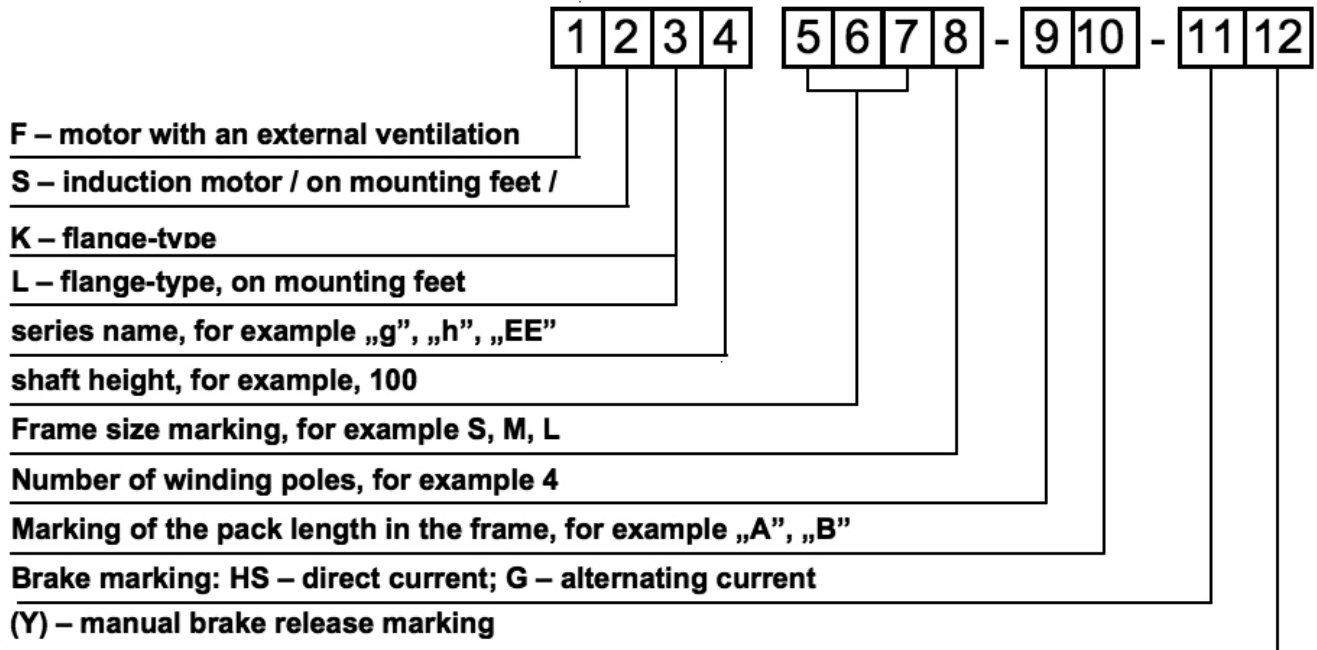 1 2 3 4 5 6 7 8 - 9 10 - 11 12
F – motor with an external ventilation
S – induction motor / on mounting feet /
K – flange-type
L – flange-type, on mounting feet
series name, for example „g”, „h”, „EE”
shaft height, for example, 100
Frame size marking, for example S, M, L
Number of winding poles, for example 4
Marking of the pack length in the frame, for example „A”, „B”
Brake marking: HS – direct current; G – alternating current
(Y) – manual brake release marking